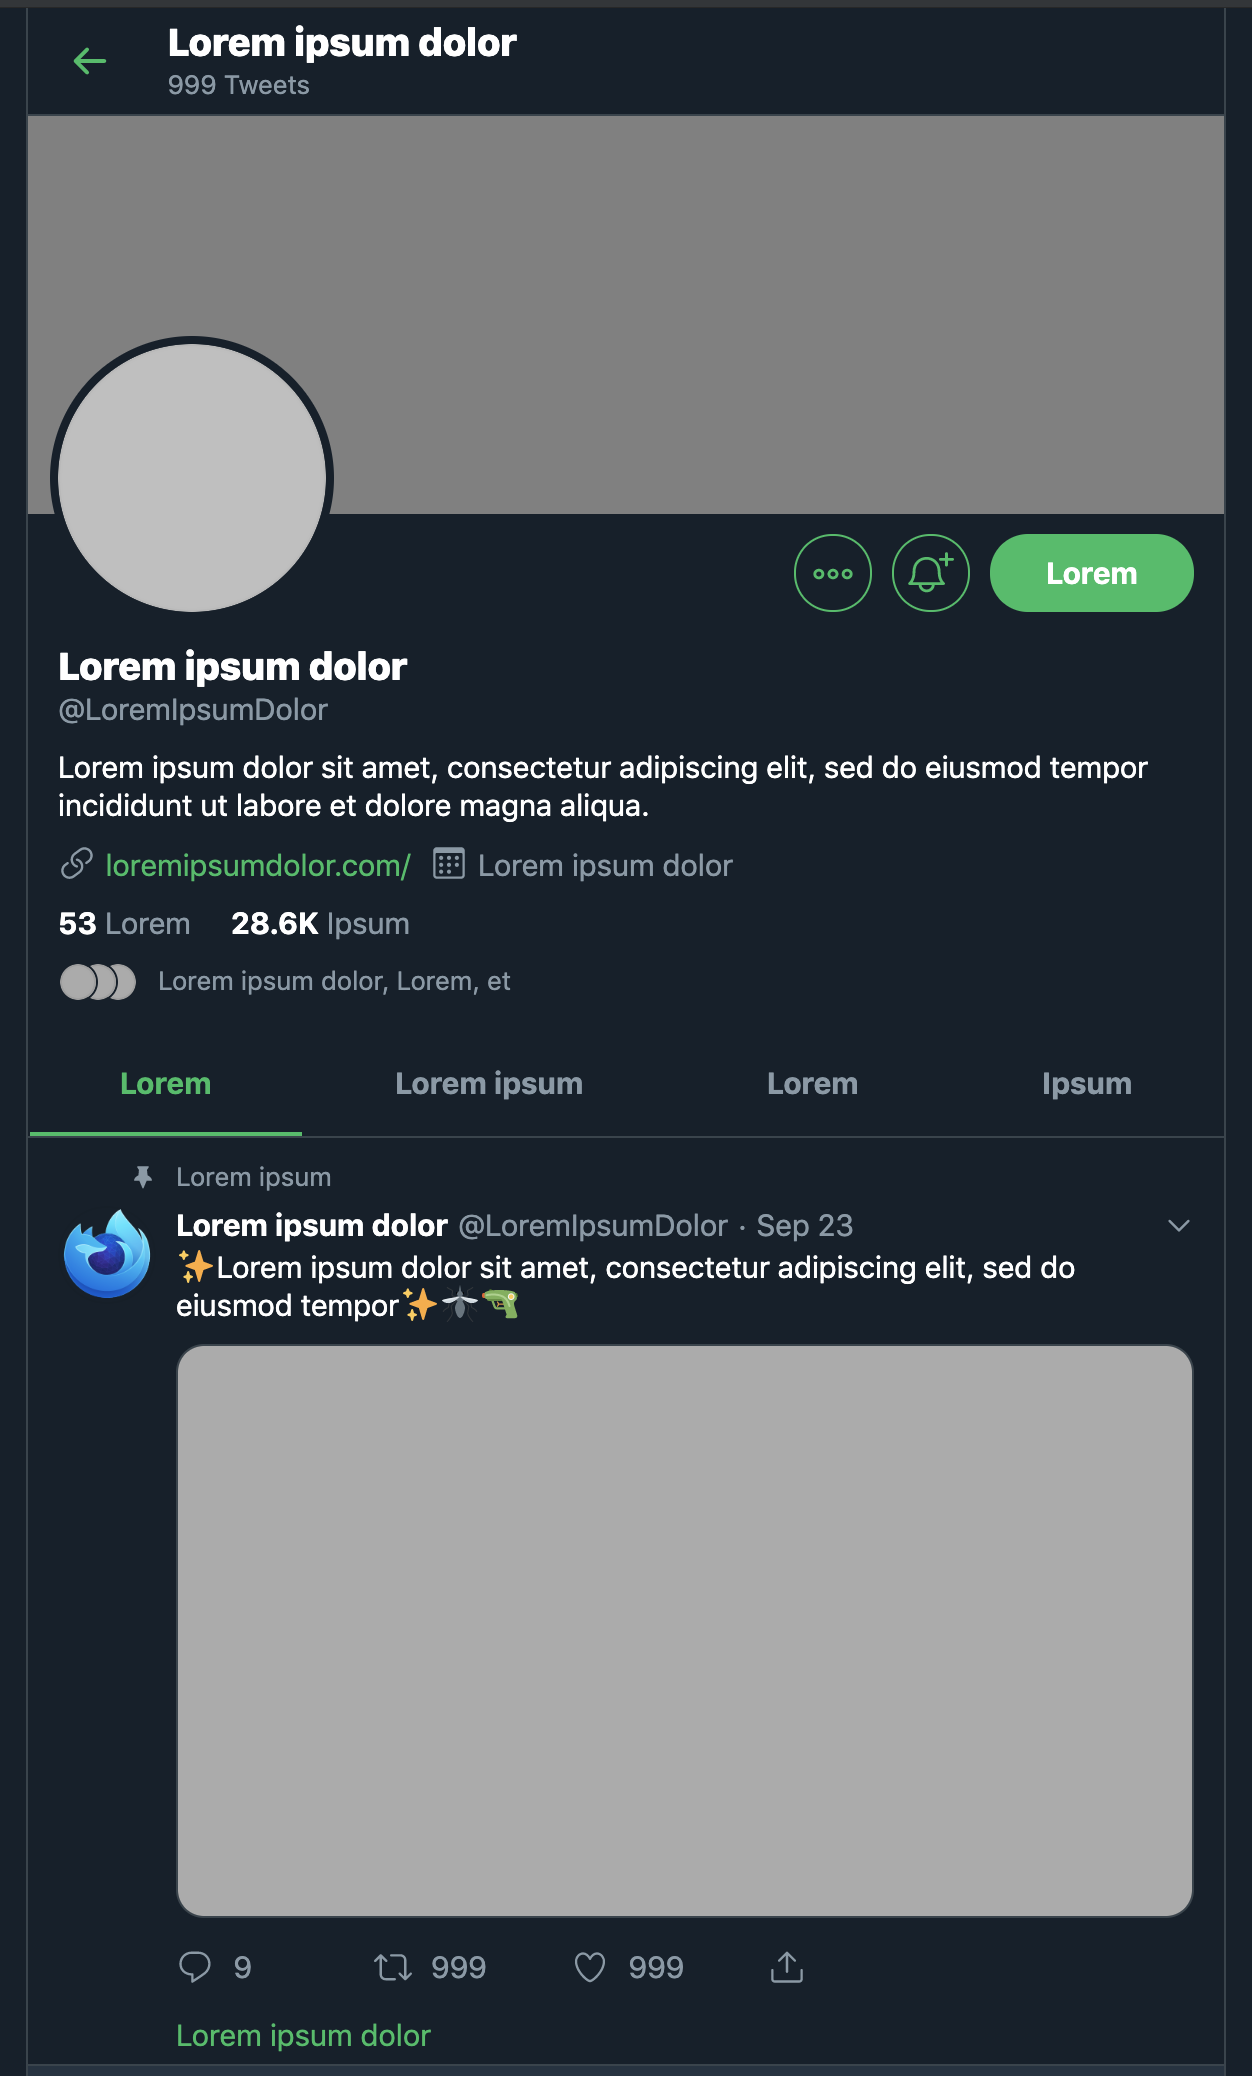 Lorem ipsum dolor
999 Tweets
Lorem
Lorem ipsum dolor
@LoremIpsumDolor
Lorem ipsum dolor sit amet, consectetur adipiscing elit, sed do eiusmod tempor
incididunt ut labore et dolore magna aliqua.
loremipsumdolor.com/ Lorem ipsum dolor
53 Lorem 28.6K Ipsum
Lorem ipsum dolor, Lorem, et
Lorem Lorem ipsum Lorem Ipsum
Lorem ipsum
Lorem ipsum dolor @LoremIpsumDolor · Sep 23
✨Lorem ipsum dolor sit amet, consectetur adipiscing elit, sed do
eiusmod tempor✨🦟🔫
9 999 999
Lorem ipsum dolor